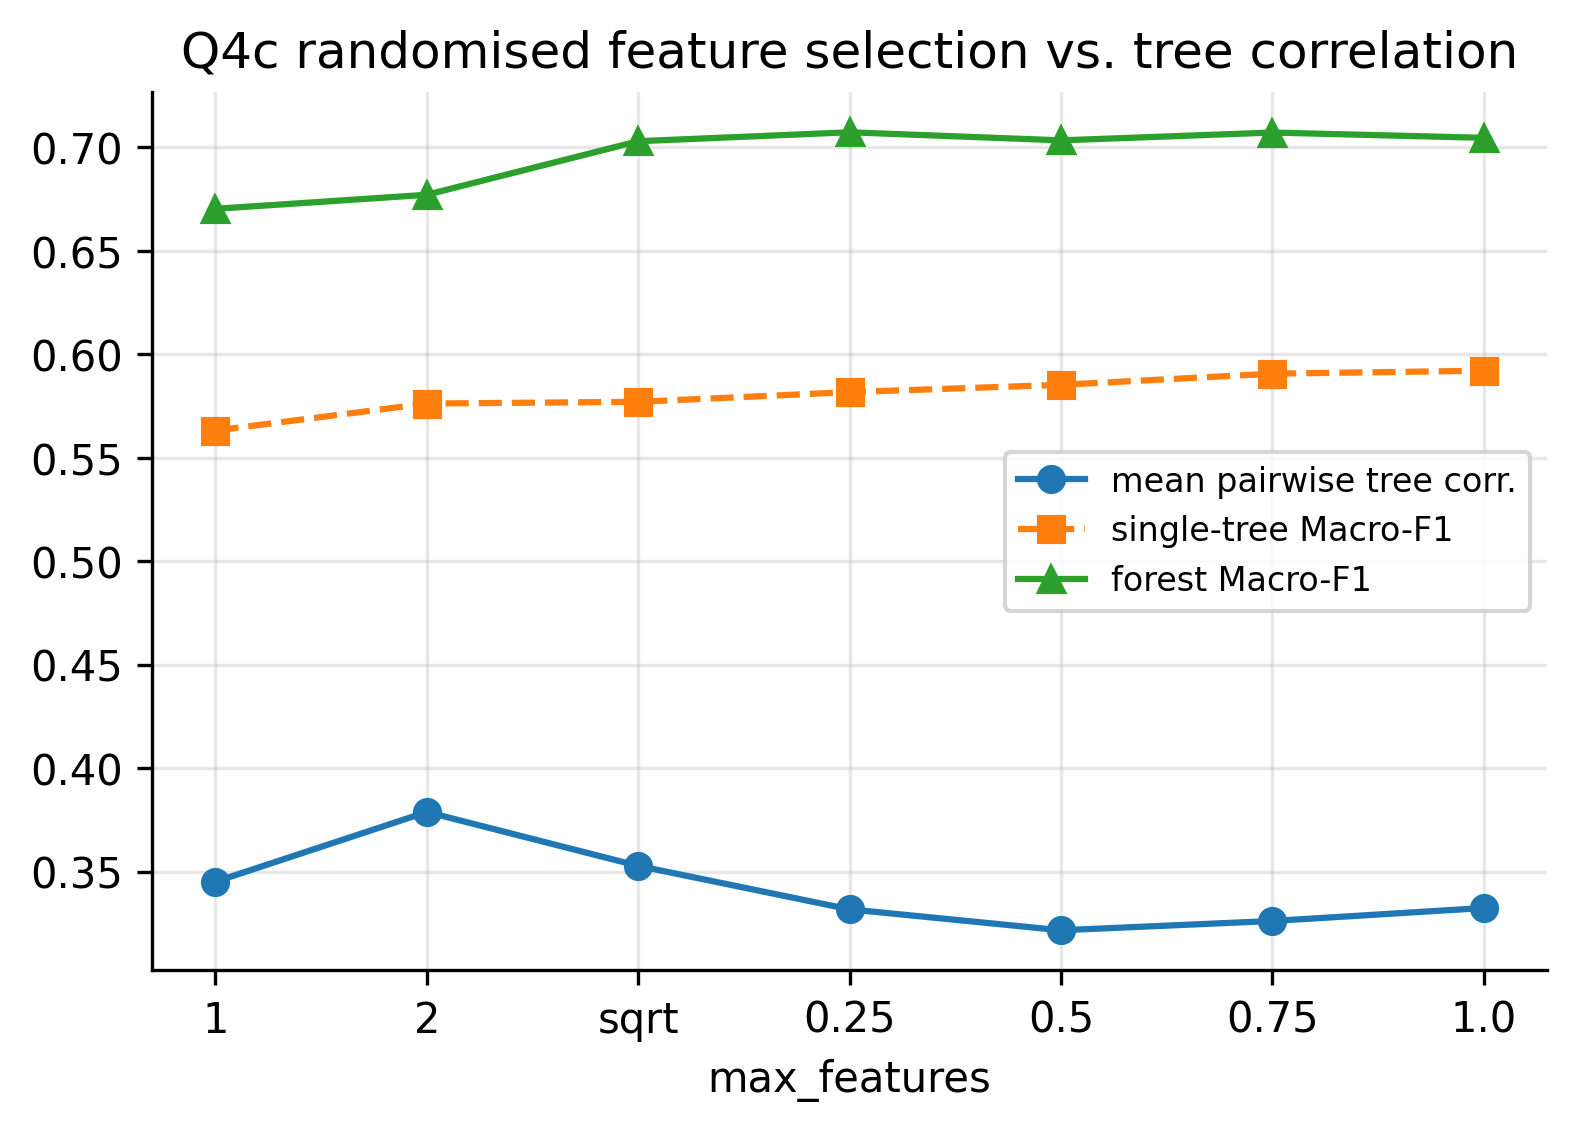 Q4c randomised feature selection vs. tree correlation
0.70
0.65
0.60
0.55
0.50
0.45
0.40
0.35
mean pairwise tree corr.
single-tree Macro-F1
forest Macro-F1
1 2 sqrt 0.25 0.5 0.75 1.0
max_features